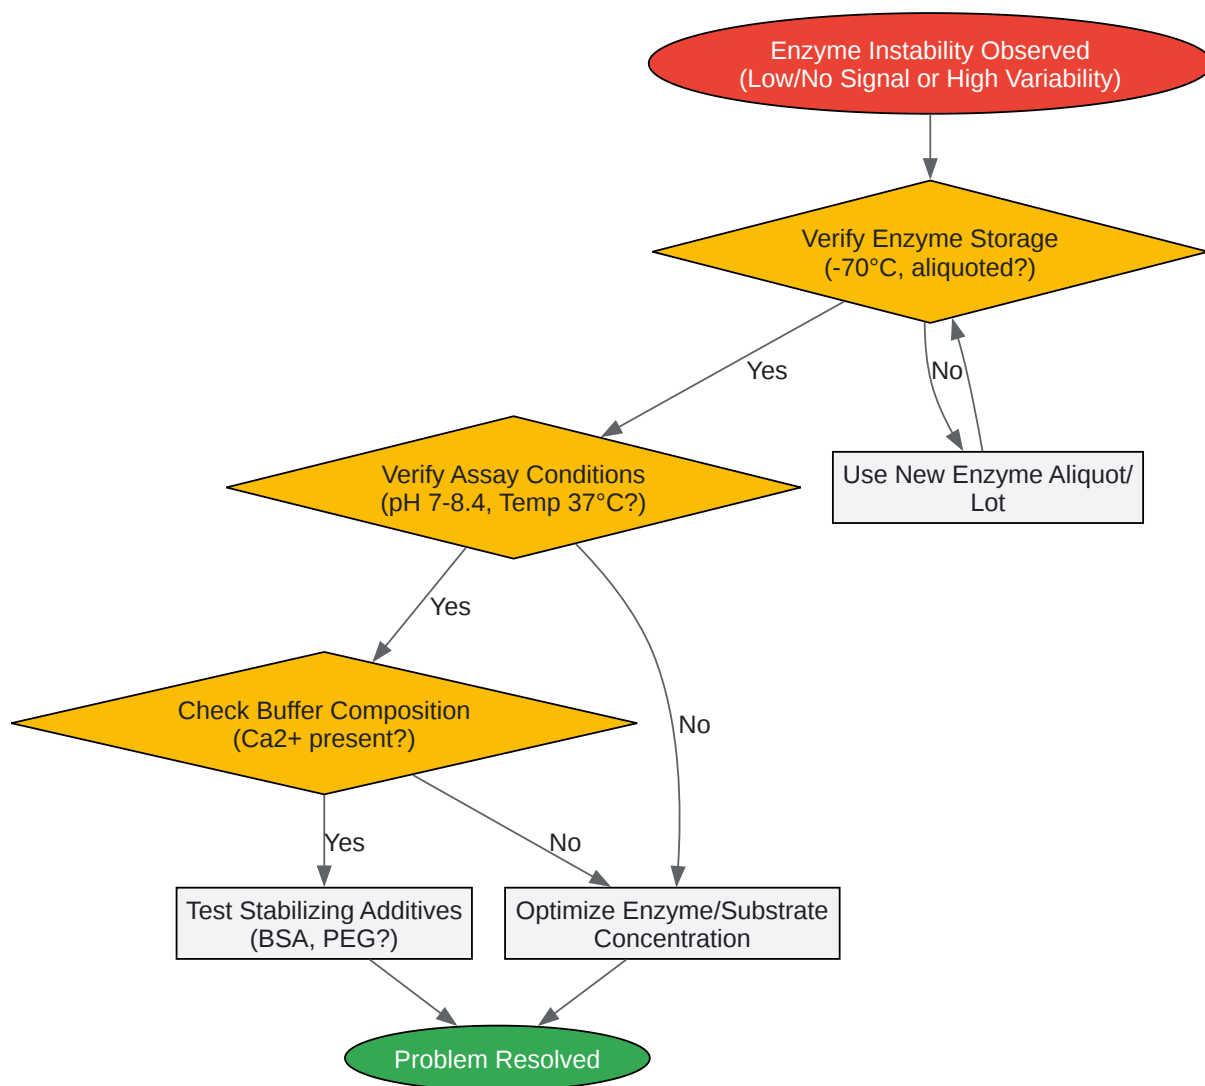 Enzyme Instability Observed
(Low/No Signal or High Variability)
Verify Enzyme Storage
(-70°C, aliquoted?)
Yes
No
Verify Assay Conditions
(pH 7-8.4, Temp 37°C?)
Use New Enzyme Aliquot/
Lot
Yes
Check Buffer Composition
(Ca2+ present?)
No
Yes
No
Test Stabilizing Additives
(BSA, PEG?)
Optimize Enzyme/Substrate
Concentration
Problem Resolved